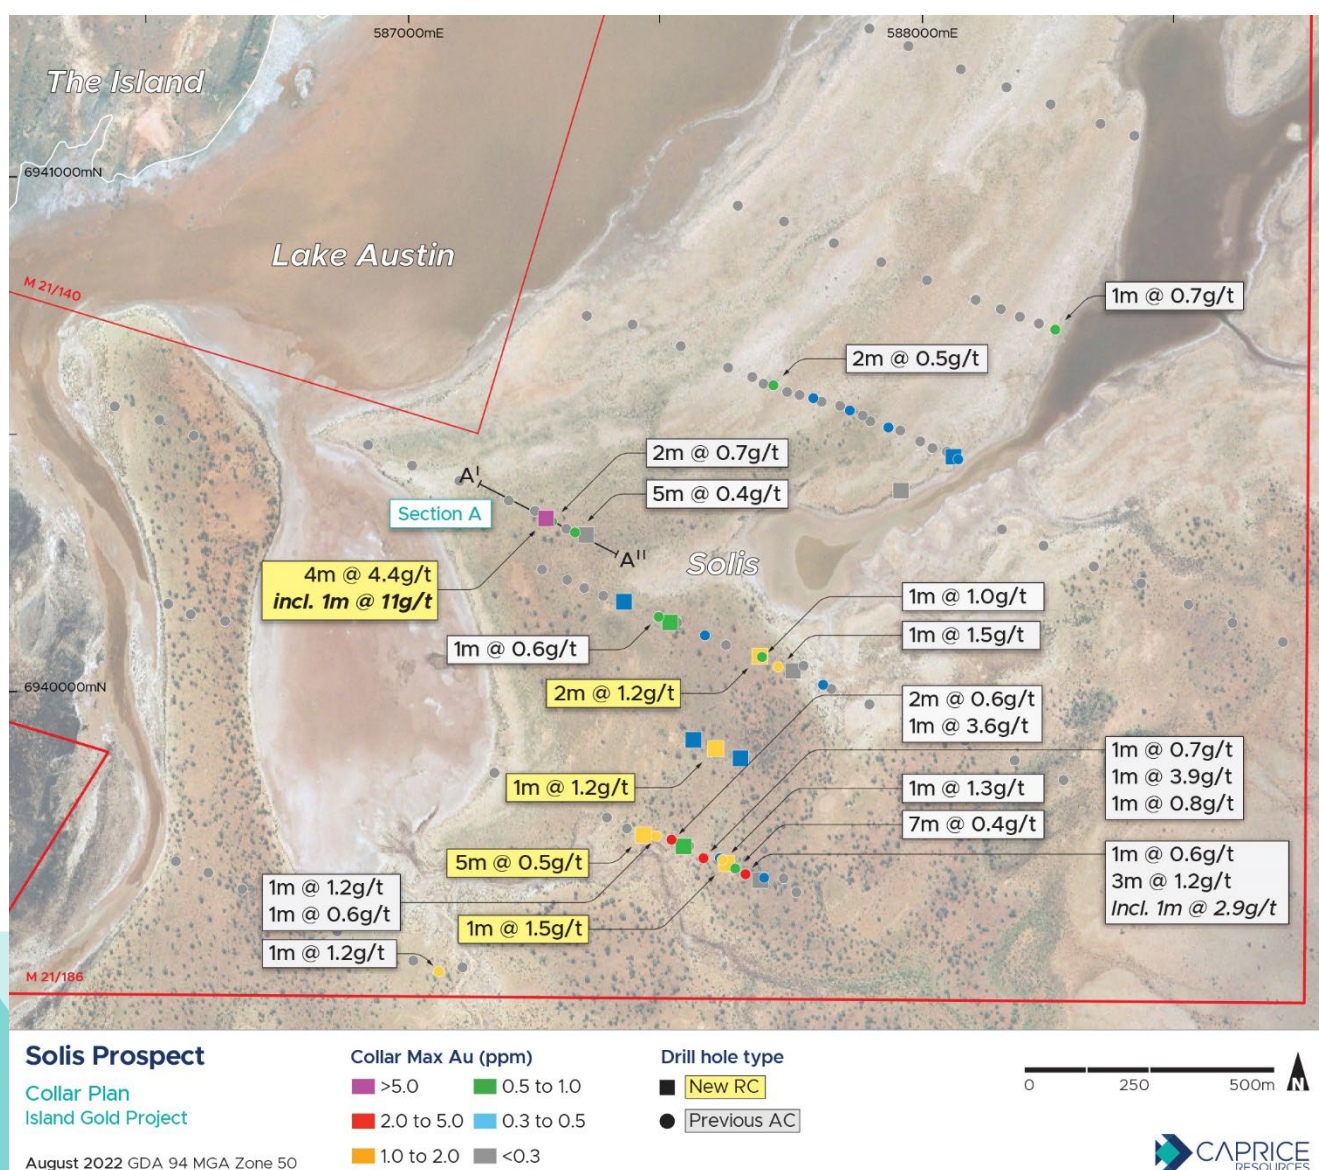 587000mE
588000mE
The Island
6941000mN
Lake Austin
M 21/140
1m @ 0.7g/t
2m @ 0.5g/t
2m @ 0.7g/t
A'
5m @ 0.4g/t
Section A
A''
Solis
4m @ 4.4g/t
incl. 1m @ 11g/t
1m @ 1.0g/t
1m @ 0.6g/t
1m @ 1.5g/t
2m @ 1.2g/t
6940000mN
2m @ 0.6g/t
1m @ 3.6g/t
1m @ 0.7g/t
1m @ 3.9g/t
1m @ 0.8g/t
1m @ 1.2g/t
1m @ 1.3g/t
7m @ 0.4g/t
5m @ 0.5g/t
1m @ 0.6g/t
3m @ 1.2g/t
Incl. 1m @ 2.9g/t
1m @ 1.2g/t
1m @ 0.6g/t
1m @ 1.5g/t
1m @ 1.2g/t
M 21/186
Solis Prospect
Collar Plan
Island Gold Project
August 2022 GDA 94 MGA Zone 50
Collar Max Au (ppm)
>5.0
0.5 to 1.0
2.0 to 5.0
0.3 to 0.5
1.0 to 2.0
<0.3
Drill hole type
New RC
Previous AC
0 250 500m
N
CAPRICE
RESOURCES